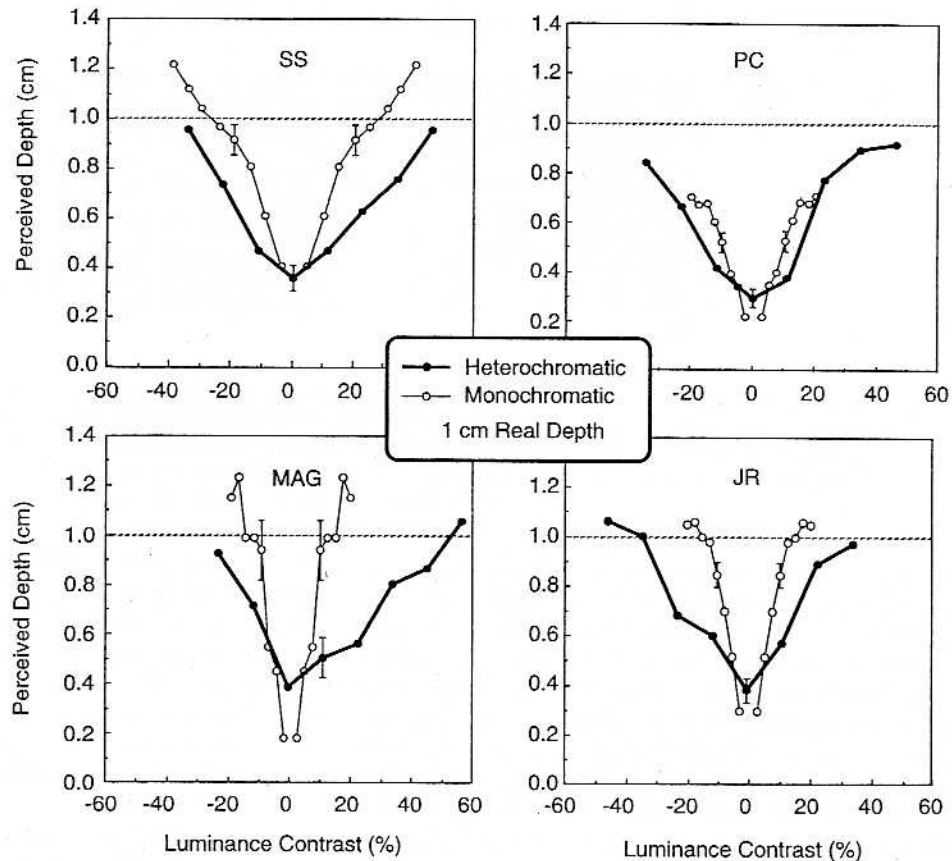 1.4
1.2
1.0
0.8
0.6
0.4
0.2
0.0
Perceived Depth (cm)
SS
-60 -40 -20 0 20
1.4
1.2
1.0
0.8
0.6
0.4
0.2
PC
-40 -20 0 20 40 60
Heterochromatic
Monochromatic
1 cm Real Depth
1.4
1.2
1.0
0.8
0.6
0.4
0.2
0.0
Perceived Depth (cm)
MAG
-60 -40 -20 0 20 40 60
Luminance Contrast (%)
1.2
1.0
0.8
0.6
0.4
0.2
0.0
JR
-60 -40 -20 0 20 40 60
Luminance Contrast (%)